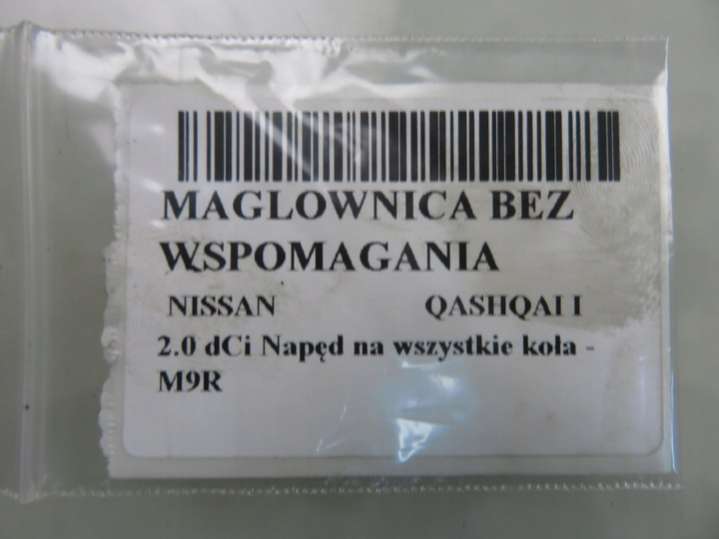 MAGLOWNICA BEZ
WSPOMAGANIA
NISSAN QASHQAI I
2.0 dCi Napęd na wszystkie koła -
M9R